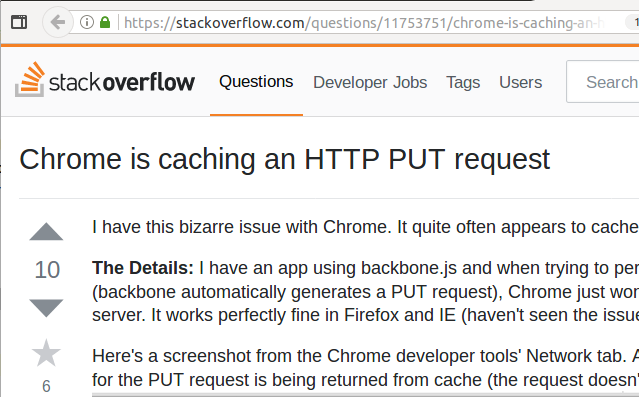 https://stackoverflow.com/questions/11753751/chrome-is-caching-an-h
stackoverflow
Questions
Developer Jobs
Tags
Users
Search
Chrome is caching an HTTP PUT request
I have this bizarre issue with Chrome. It quite often appears to cache
10
The Details: I have an app using backbone.js and when trying to per
(backbone automatically generates a PUT request), Chrome just won
server. It works perfectly fine in Firefox and IE (haven't seen the issue
Here's a screenshot from the Chrome developer tools' Network tab. A
for the PUT request is being returned from cache (the request doesn'
6